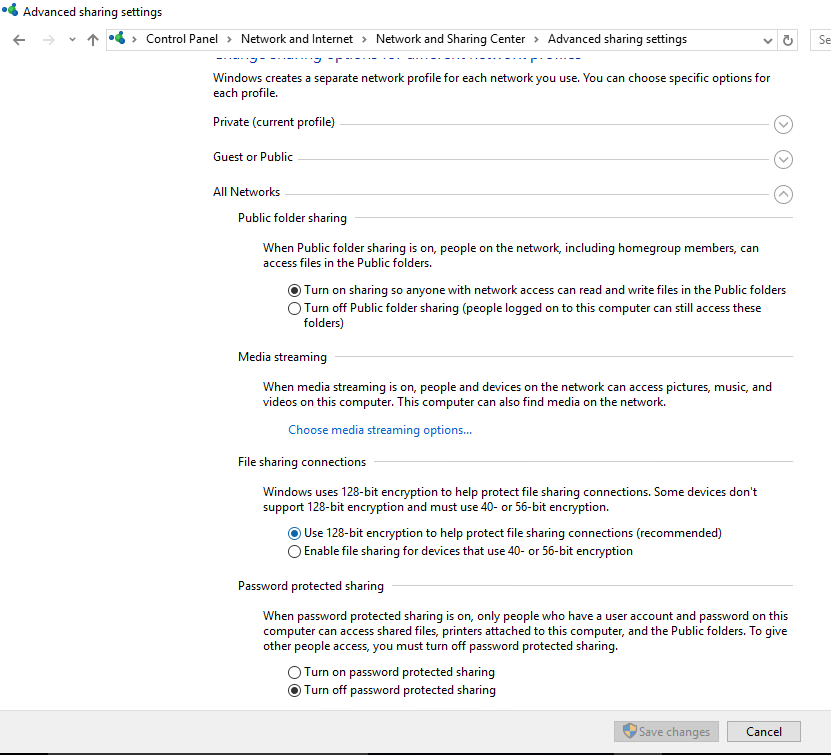 Advanced sharing settings
Control Panel > Network and Internet > Network and Sharing Center > Advanced sharing settings
Se
Change sharing options for different network profiles
Windows creates a separate network profile for each network you use. You can choose specific options for
each profile.
Private (current profile)
Guest or Public
All Networks
Public folder sharing
When Public folder sharing is on, people on the network, including homegroup members, can
access files in the Public folders.
Turn on sharing so anyone with network access can read and write files in the Public folders
Turn off Public folder sharing (people logged on to this computer can still access these
folders)
Media streaming
When media streaming is on, people and devices on the network can access pictures, music, and
videos on this computer. This computer can also find media on the network.
Choose media streaming options...
File sharing connections
Windows uses 128-bit encryption to help protect file sharing connections. Some devices don't
support 128-bit encryption and must use 40- or 56-bit encryption.
Use 128-bit encryption to help protect file sharing connections (recommended)
Enable file sharing for devices that use 40- or 56-bit encryption
Password protected sharing
When password protected sharing is on, only people who have a user account and password on this
computer can access shared files, printers attached to this computer, and the Public folders. To give
other people access, you must turn off password protected sharing.
Turn on password protected sharing
Turn off password protected sharing
Save changes
Cancel